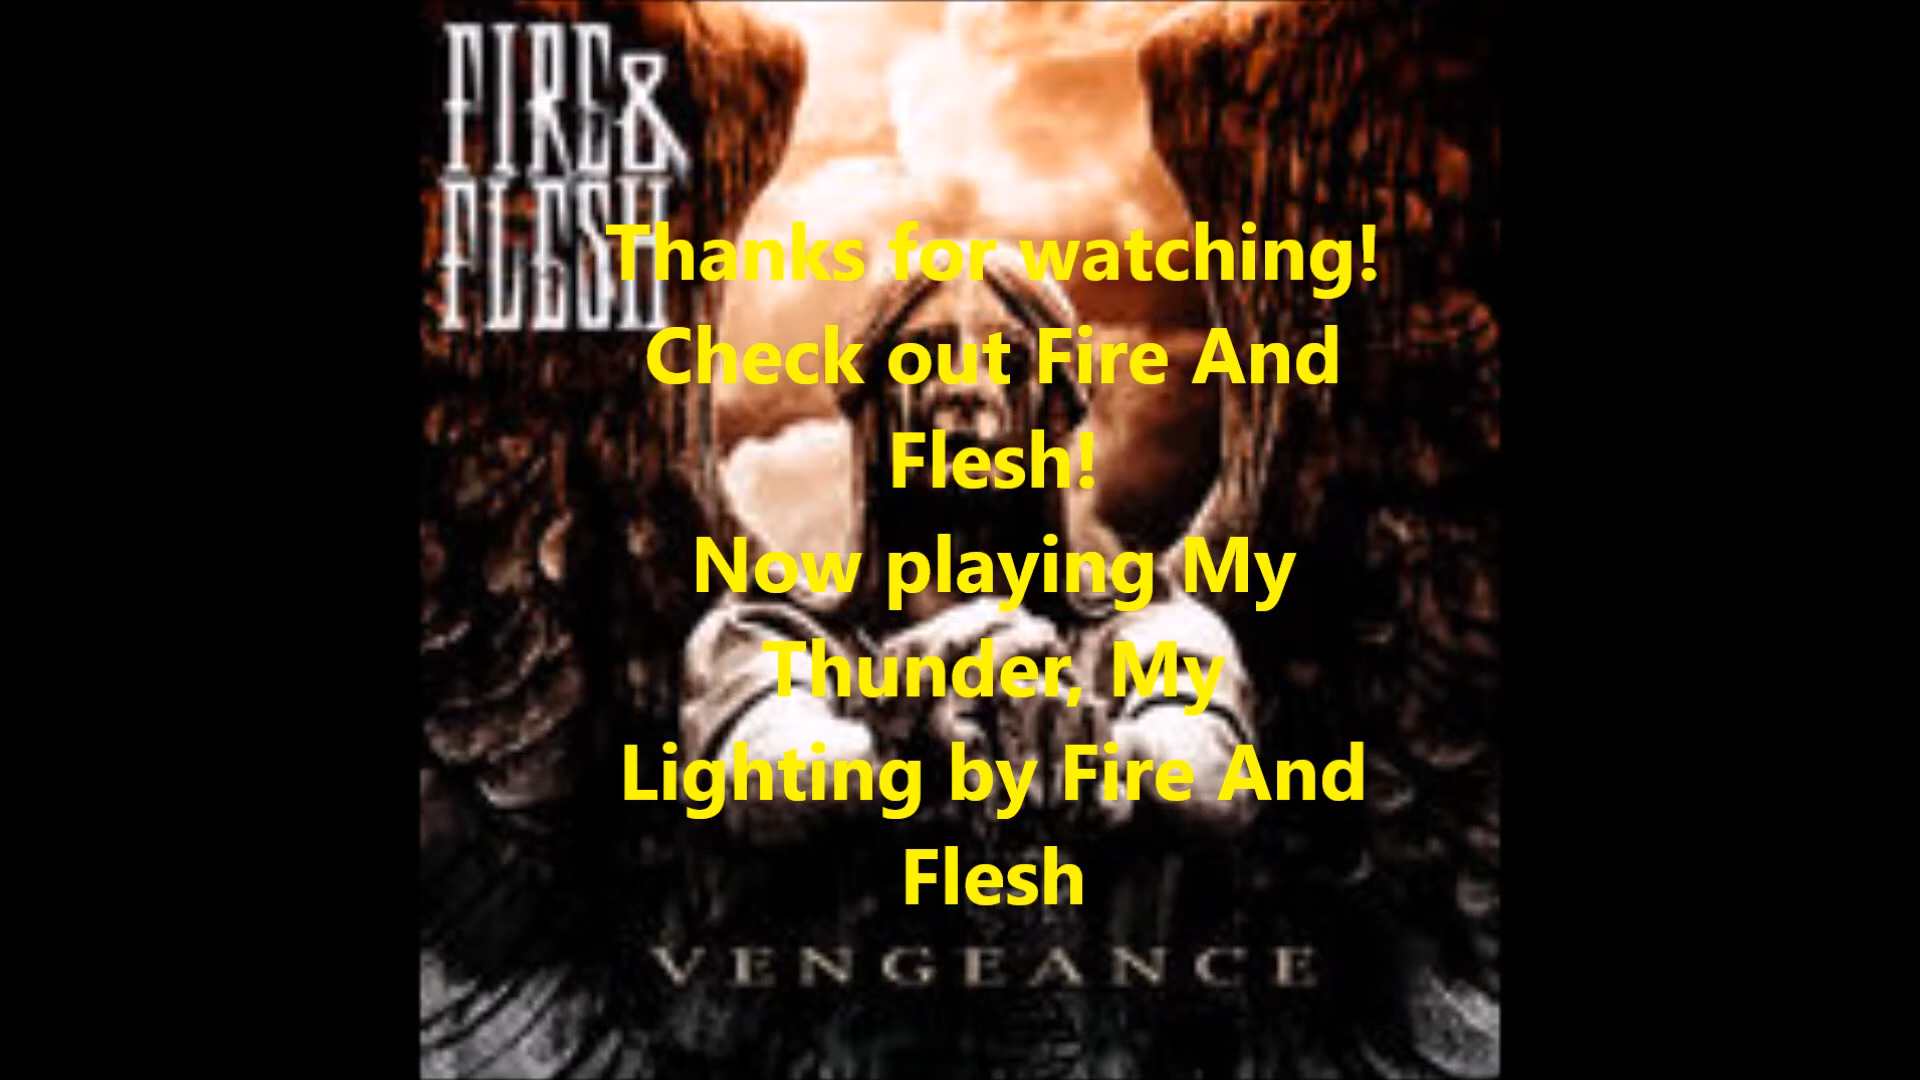 FIRE&
FLESH
Thanks for watching!
Check out Fire And
Flesh!
Now playing My
Thunder, My
Lighting by Fire And
Flesh
VENGEANCE